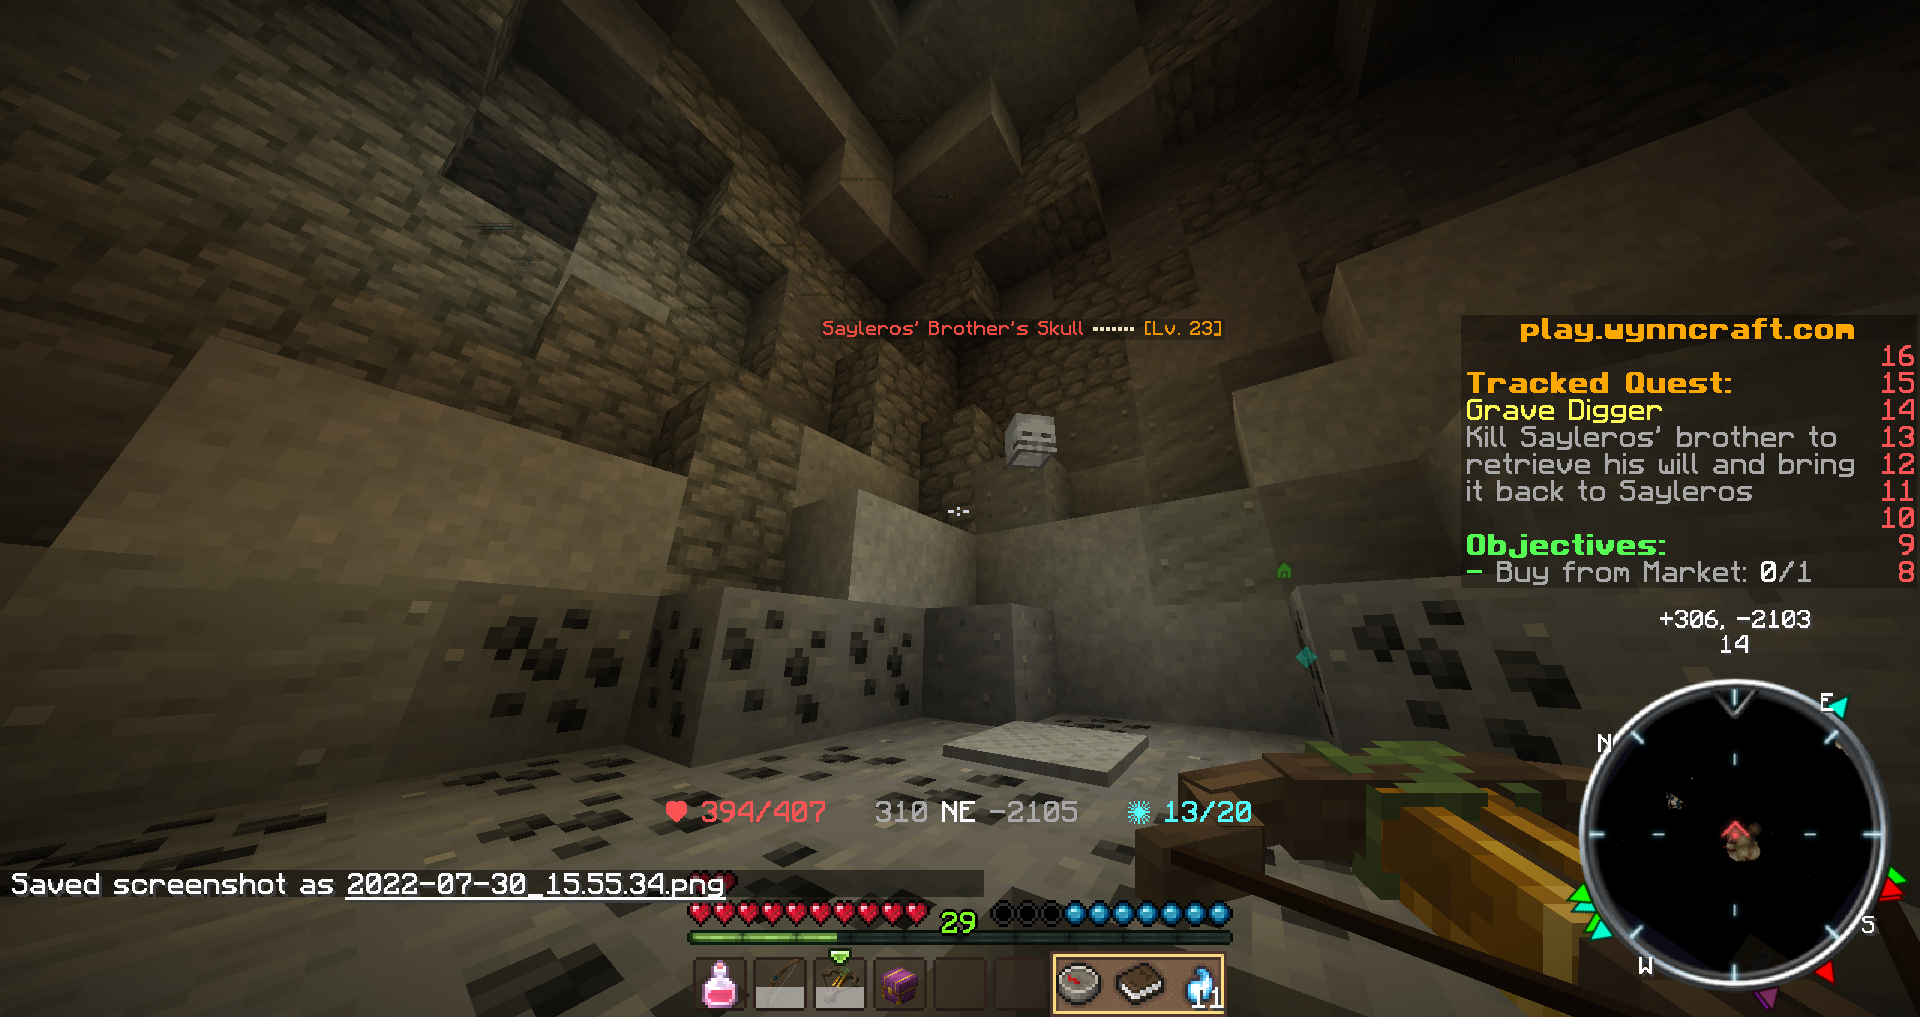 Sayleros' Brother's Skull ······· [Lv. 23]
play.wynncraft.com
16
Tracked Quest: 15
Grave Digger 14
Kill Sayleros' brother to 13
retrieve his will and bring 12
it back to Sayleros 11
10
Objectives: 9
- Buy from Market: 0/1 8
+306, -2103
14
E
N
S
W
394/407 310 NE -2105 13/20
Saved screenshot as 2022-07-30_15.55.34.png
29
11